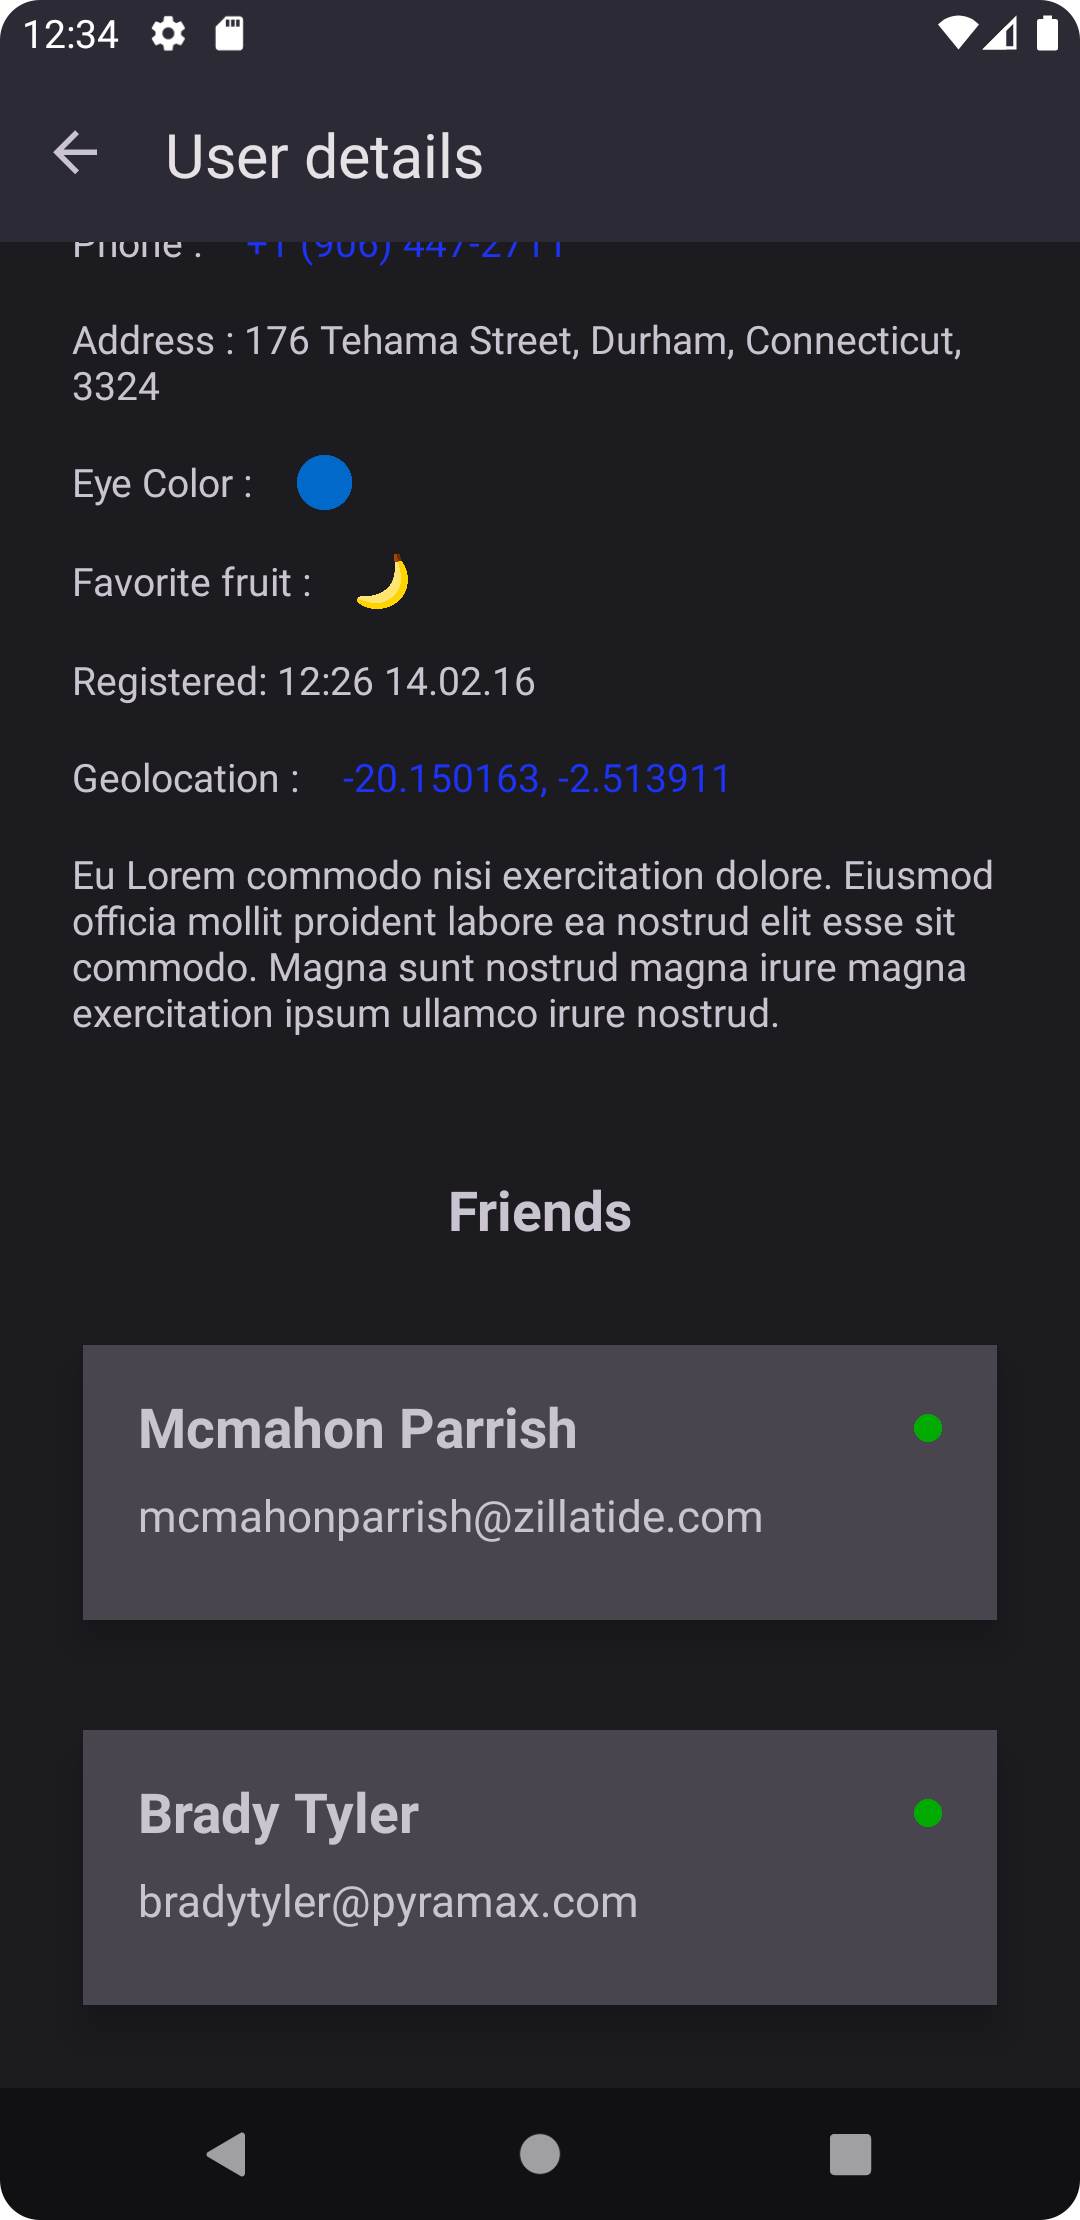 12:34
User details
Phone : +1 (906) 447-2711
Address : 176 Tehama Street, Durham, Connecticut,
3324
Eye Color :
Favorite fruit :
Registered: 12:26 14.02.16
Geolocation : -20.150163, -2.513911
Eu Lorem commodo nisi exercitation dolore. Eiusmod
officia mollit proident labore ea nostrud elit esse sit
commodo. Magna sunt nostrud magna irure magna
exercitation ipsum ullamco irure nostrud.
Friends
Mcmahon Parrish
mcmahonparrish@zillatide.com
Brady Tyler
bradytyler@pyramax.com